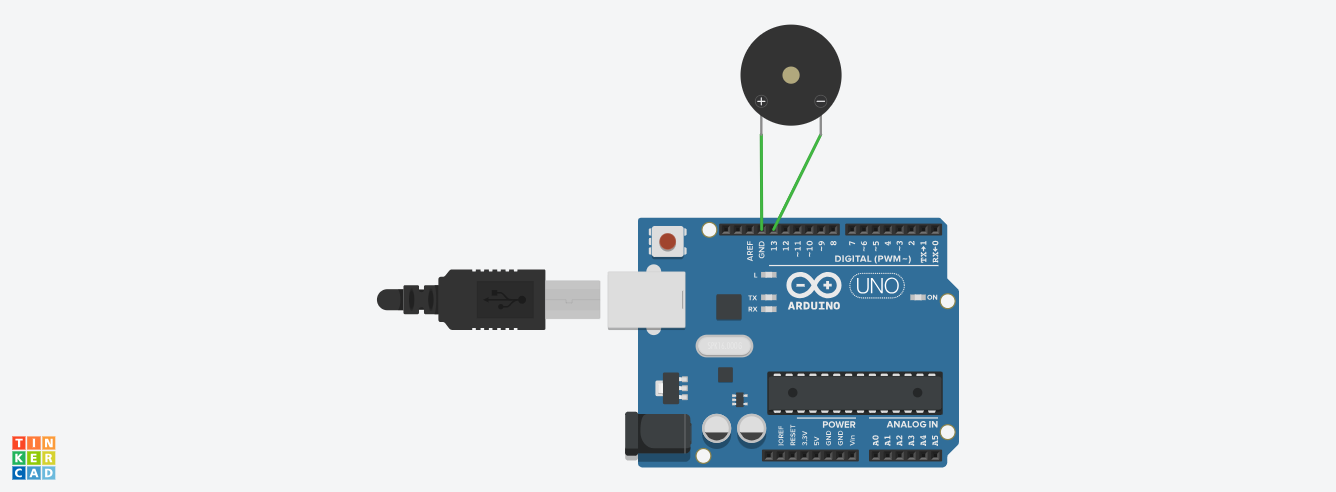 + −
AREF
GND
13
12
~11
~10
~9
8
7
~6
~5
4
~3
2
TX→1
RX←0
DIGITAL (PWM~)
L
TX
RX
UNO
ON
ARDUINO
POWER
ANALOG IN
IOREF
RESET
3.3V
5V
GND
GND
Vin
A0
A1
A2
A3
A4
A5
TIN
KER
CAD